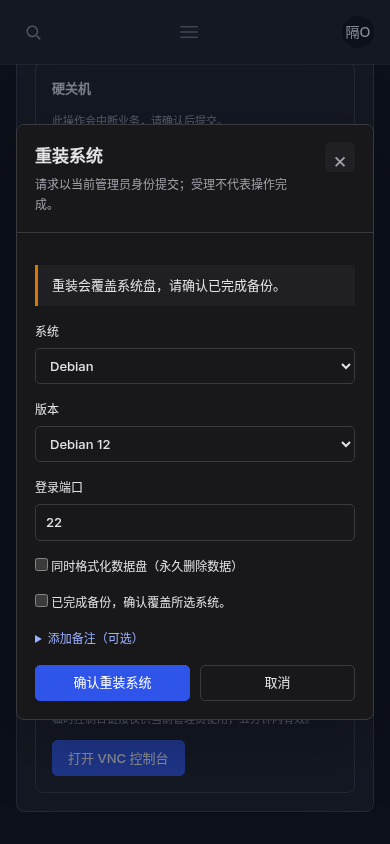 隔O
硬关机
此操作会中断业务，请确认后提交。
重装系统
请求以当前管理员身份提交；受理不代表操作完
成。
重装会覆盖系统盘，请确认已完成备份。
系统
Debian
版本
Debian 12
登录端口
22
同时格式化数据盘（永久删除数据）
已完成备份，确认覆盖所选系统。
添加备注（可选）
确认重装系统
取消
打开 VNC 控制台